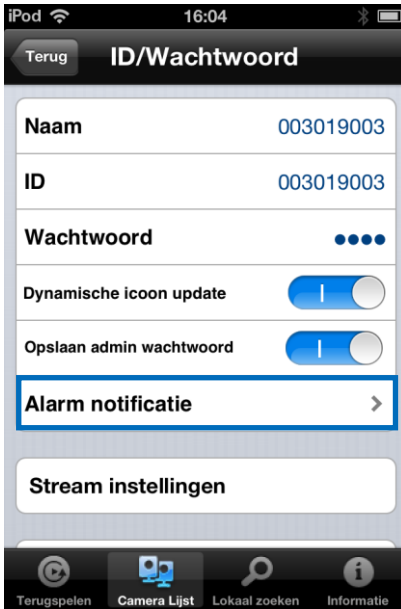 iPod 16:04
Terug ID/Wachtwoord
Naam 003019003
ID 003019003
Wachtwoord ••••
Dynamische icoon update
Opslaan admin wachtwoord
Alarm notificatie
Stream instellingen
Terugspelen Camera Lijst Lokaal zoeken Informatie